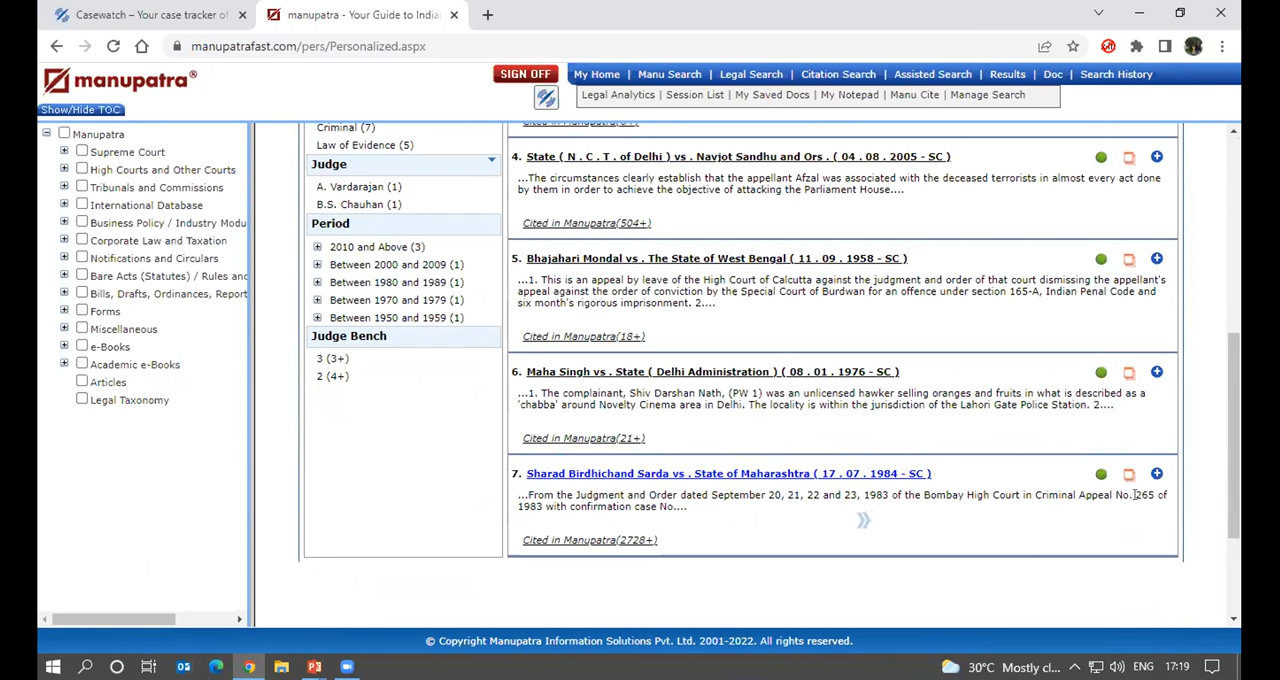 Casewatch – Your case tracker of
manupatra - Your Guide to India
manupatrafast.com/pers/Personalized.aspx
manupatra®
SIGN OFF
My Home | Manu Search | Legal Search | Citation Search | Assisted Search | Results | Doc | Search History
Legal Analytics | Session List | My Saved Docs | My Notepad | Manu Cite | Manage Search
Show/Hide TOC
Manupatra
Supreme Court
High Courts and Other Courts
Tribunals and Commissions
International Database
Business Policy / Industry Modu
Corporate Law and Taxation
Notifications and Circulars
Bare Acts (Statutes) / Rules and
Bills, Drafts, Ordinances, Report
Forms
Miscellaneous
e-Books
Academic e-Books
Articles
Legal Taxonomy
Criminal (7)
Law of Evidence (5)
Judge
A. Vardarajan (1)
B.S. Chauhan (1)
Period
2010 and Above (3)
Between 2000 and 2009 (1)
Between 1980 and 1989 (1)
Between 1970 and 1979 (1)
Between 1950 and 1959 (1)
Judge Bench
3 (3+)
2 (4+)
4. State ( N . C . T . of Delhi ) vs . Navjot Sandhu and Ors . ( 04 . 08 . 2005 - SC )
...The circumstances clearly establish that the appellant Afzal was associated with the deceased terrorists in almost every act done
by them in order to achieve the objective of attacking the Parliament House....
Cited in Manupatra(504+)
5. Bhajahari Mondal vs . The State of West Bengal ( 11 . 09 . 1958 - SC )
...1. This is an appeal by leave of the High Court of Calcutta against the judgment and order of that court dismissing the appellant's
appeal against the order of conviction by the Special Court of Burdwan for an offence under section 165-A, Indian Penal Code and
six month's rigorous imprisonment. 2....
Cited in Manupatra(18+)
6. Maha Singh vs . State ( Delhi Administration ) ( 08 . 01 . 1976 - SC )
...1. The complainant, Shiv Darshan Nath, (PW 1) was an unlicensed hawker selling oranges and fruits in what is described as a
'chabba' around Novelty Cinema area in Delhi. The locality is within the jurisdiction of the Lahori Gate Police Station. 2....
Cited in Manupatra(21+)
7. Sharad Birdhichand Sarda vs . State of Maharashtra ( 17 . 07 . 1984 - SC )
...From the Judgment and Order dated September 20, 21, 22 and 23, 1983 of the Bombay High Court in Criminal Appeal No.265 of
1983 with confirmation case No....
Cited in Manupatra(2728+)
© Copyright Manupatra Information Solutions Pvt. Ltd. 2001-2022. All rights reserved.
30°C Mostly cl... ENG 17:19